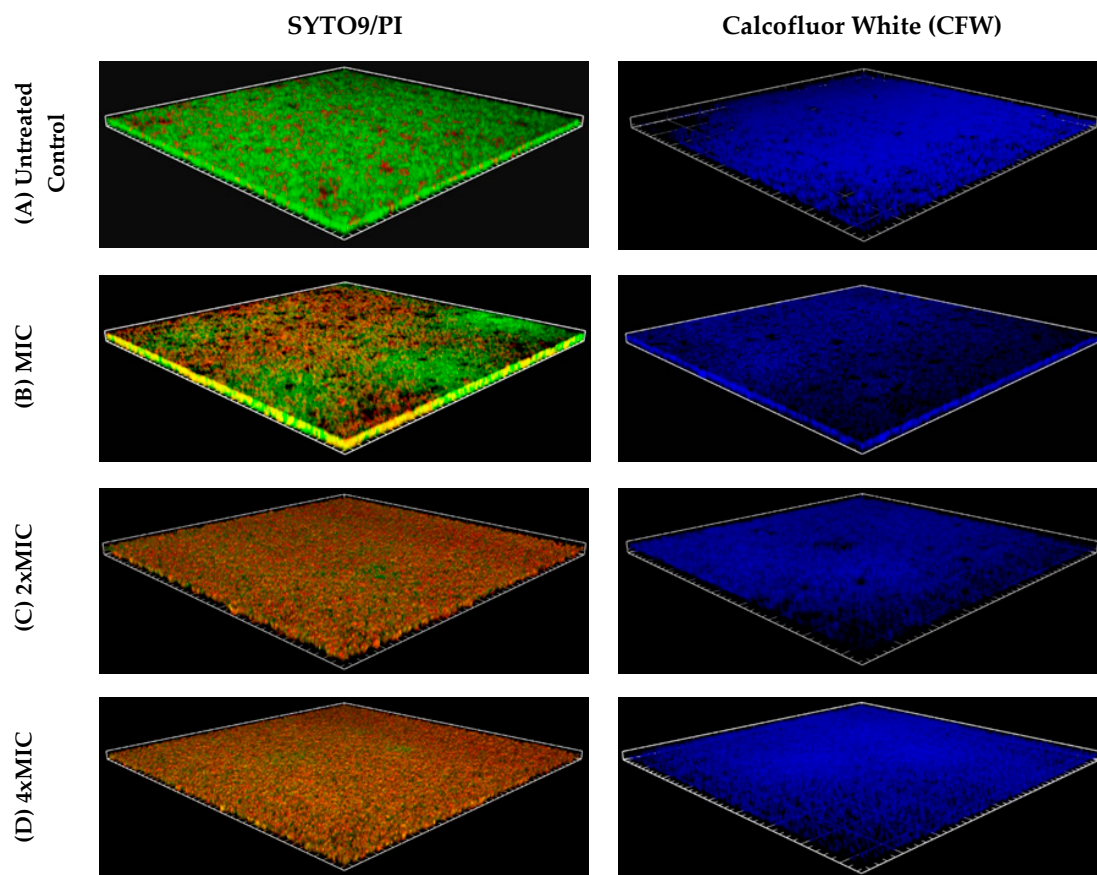 SYTO9/PI
Calcofluor White (CFW)
(A) Untreated
Control
(B) MIC
(C) 2xMIC
(D) 4xMIC